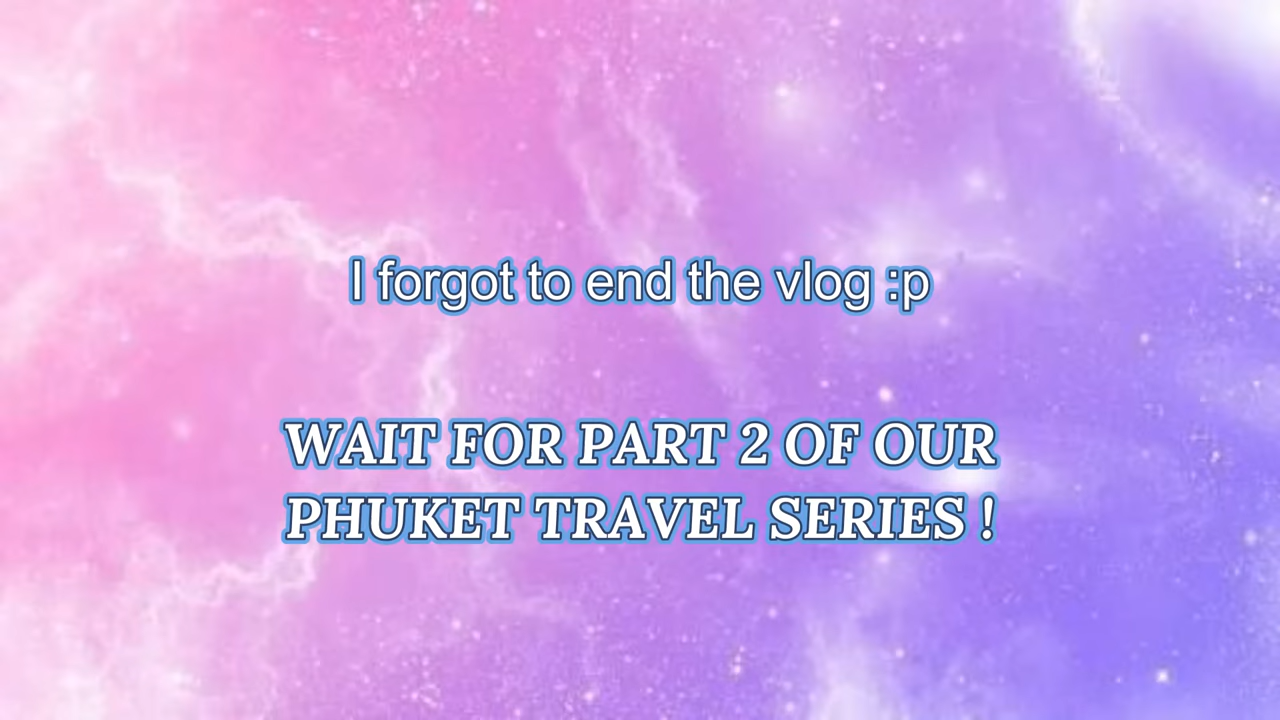 I forgot to end the vlog :p
WAIT FOR PART 2 OF OUR
PHUKET TRAVEL SERIES !